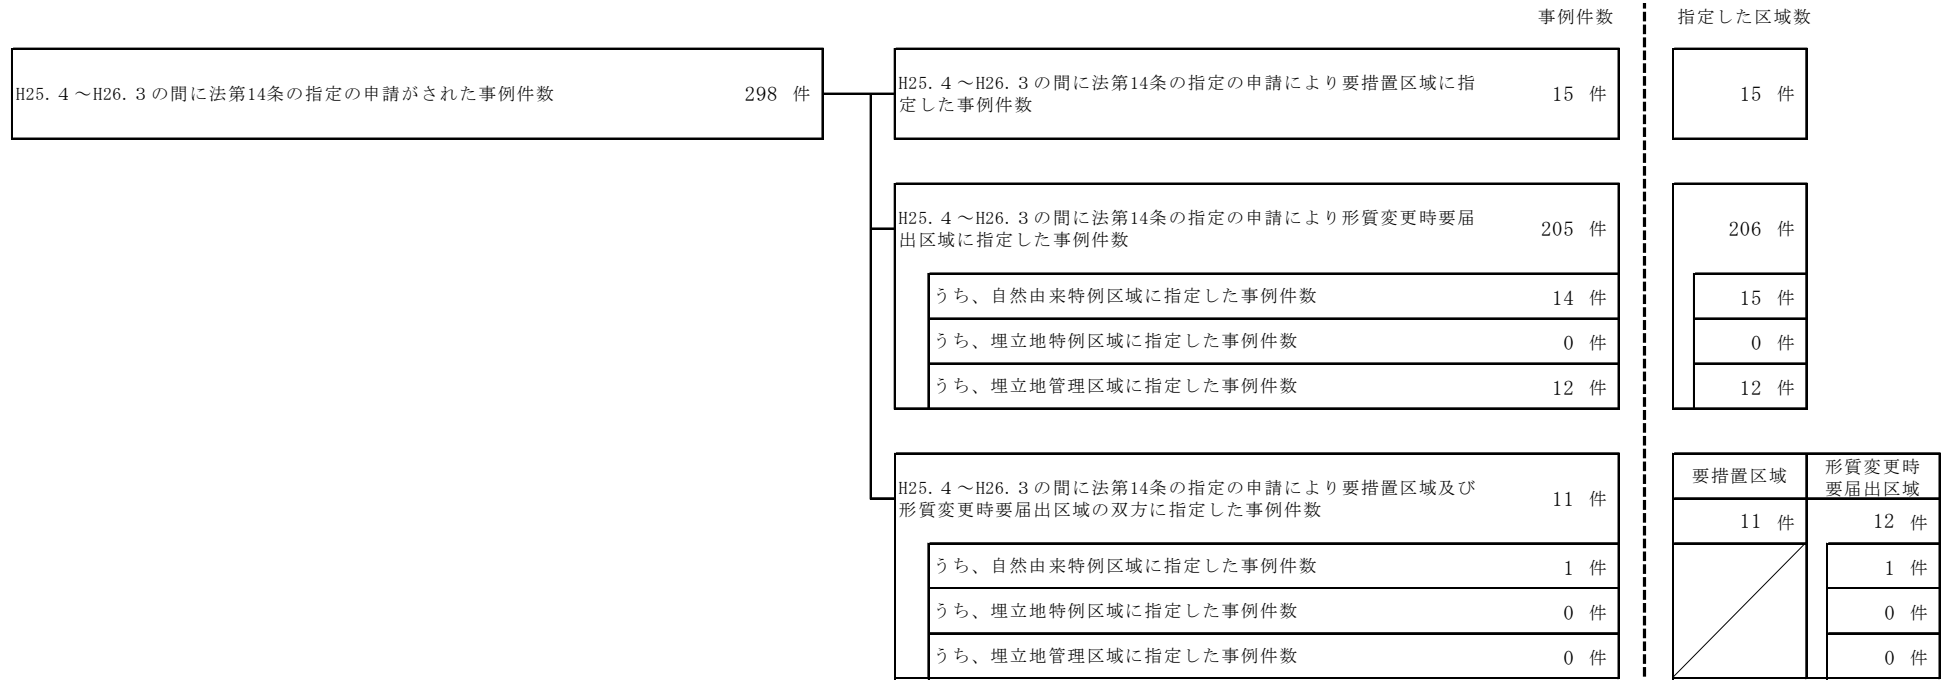 事例件数
指定した区域数
H25.4～H26.3の間に法第14条の指定の申請がされた事例件数 298 件
H25.4～H26.3の間に法第14条の指定の申請により要措置区域に指
定した事例件数
15 件
15 件
H25.4～H26.3の間に法第14条の指定の申請により形質変更時要届
出区域に指定した事例件数
205 件
206 件
うち、自然由来特例区域に指定した事例件数 14 件
15 件
うち、埋立地特例区域に指定した事例件数 0 件
0 件
うち、埋立地管理区域に指定した事例件数 12 件
12 件
H25.4～H26.3の間に法第14条の指定の申請により要措置区域及び
形質変更時要届出区域の双方に指定した事例件数
11 件
要措置区域
形質変更時
要届出区域
11 件
12 件
うち、自然由来特例区域に指定した事例件数 1 件
1 件
うち、埋立地特例区域に指定した事例件数 0 件
0 件
うち、埋立地管理区域に指定した事例件数 0 件
0 件